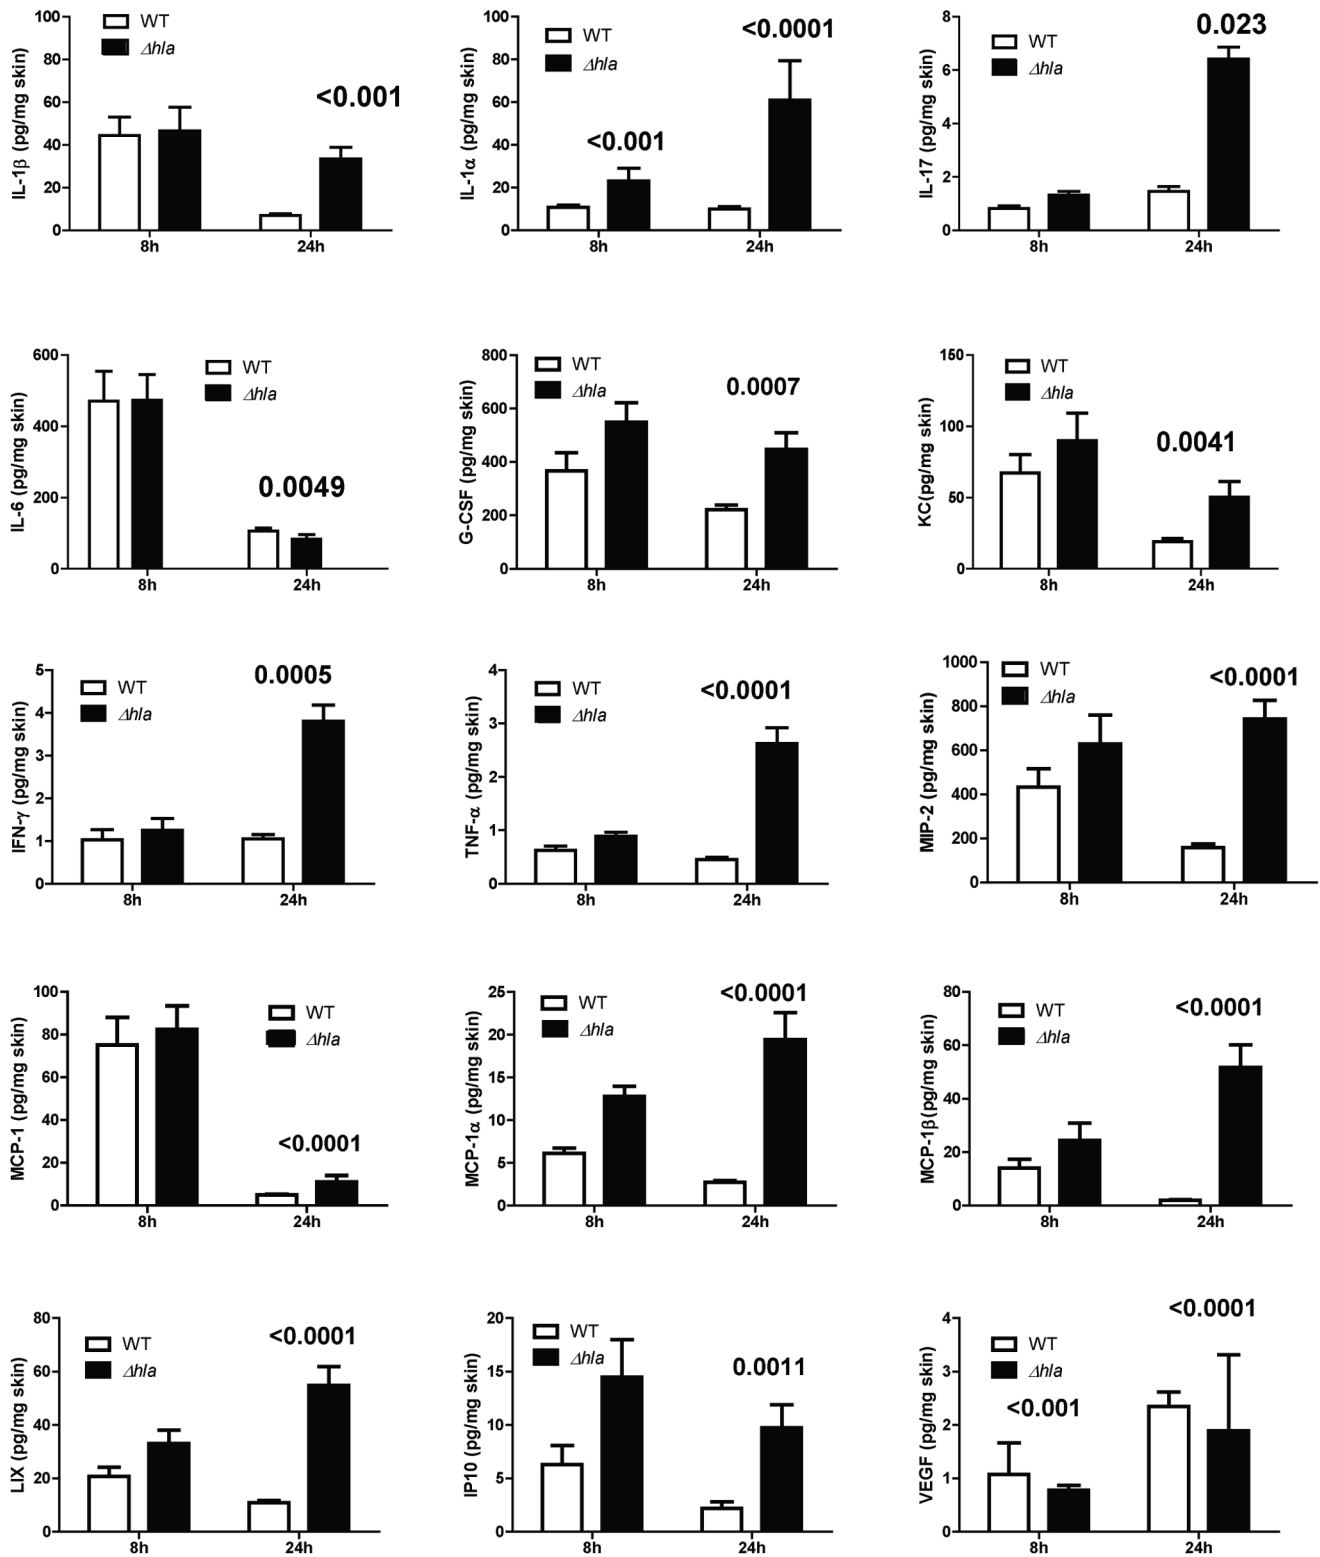 IL-1β (pg/mg skin)
100
80
60
40
20
0
WT
Δhla
<0.001
8h
24h
IL-1α (pg/mg skin)
100
80
60
40
20
0
WT
Δhla
<0.001
<0.0001
8h
24h
IL-17 (pg/mg skin)
8
6
4
2
0
WT
Δhla
0.023
8h
24h
IL-6 (pg/mg skin)
600
400
200
0
WT
Δhla
0.0049
8h
24h
G-CSF (pg/mg skin)
800
600
400
200
0
WT
Δhla
0.0007
8h
24h
KC(pg/mg skin)
150
100
50
0
WT
Δhla
0.0041
8h
24h
IFN-γ (pg/mg skin)
5
4
3
2
1
0
WT
Δhla
0.0005
8h
24h
TNF-α (pg/mg skin)
4
3
2
1
0
WT
Δhla
<0.0001
8h
24h
MIP-2 (pg/mg skin)
1000
800
600
400
200
0
WT
Δhla
<0.0001
8h
24h
MCP-1 (pg/mg skin)
100
80
60
40
20
0
WT
Δhla
<0.0001
8h
24h
MCP-1α (pg/mg skin)
25
20
15
10
5
0
WT
Δhla
<0.0001
8h
24h
MCP-1β(pg/mg skin)
80
60
40
20
0
WT
Δhla
<0.0001
8h
24h
LIX (pg/mg skin)
80
60
40
20
0
WT
Δhla
<0.0001
8h
24h
IP10 (pg/mg skin)
20
15
10
5
0
WT
Δhla
0.0011
8h
24h
VEGF (pg/mg skin)
4
3
2
1
0
WT
Δhla
<0.001
<0.0001
8h
24h